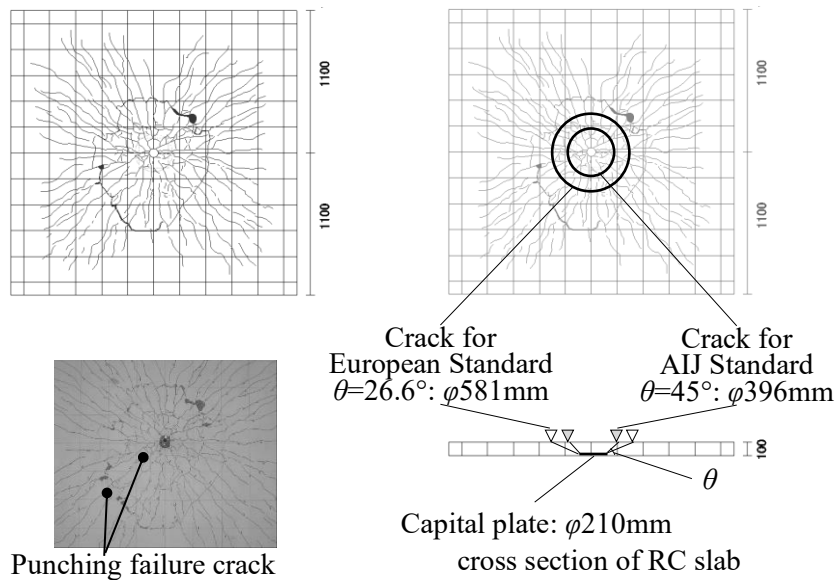 1100
1100
1100
1100
Crack for
European Standard
θ=26.6°: φ581mm
Crack for
AIJ Standard
θ=45°: φ396mm
100
θ
Capital plate: φ210mm
cross section of RC slab
Punching failure crack